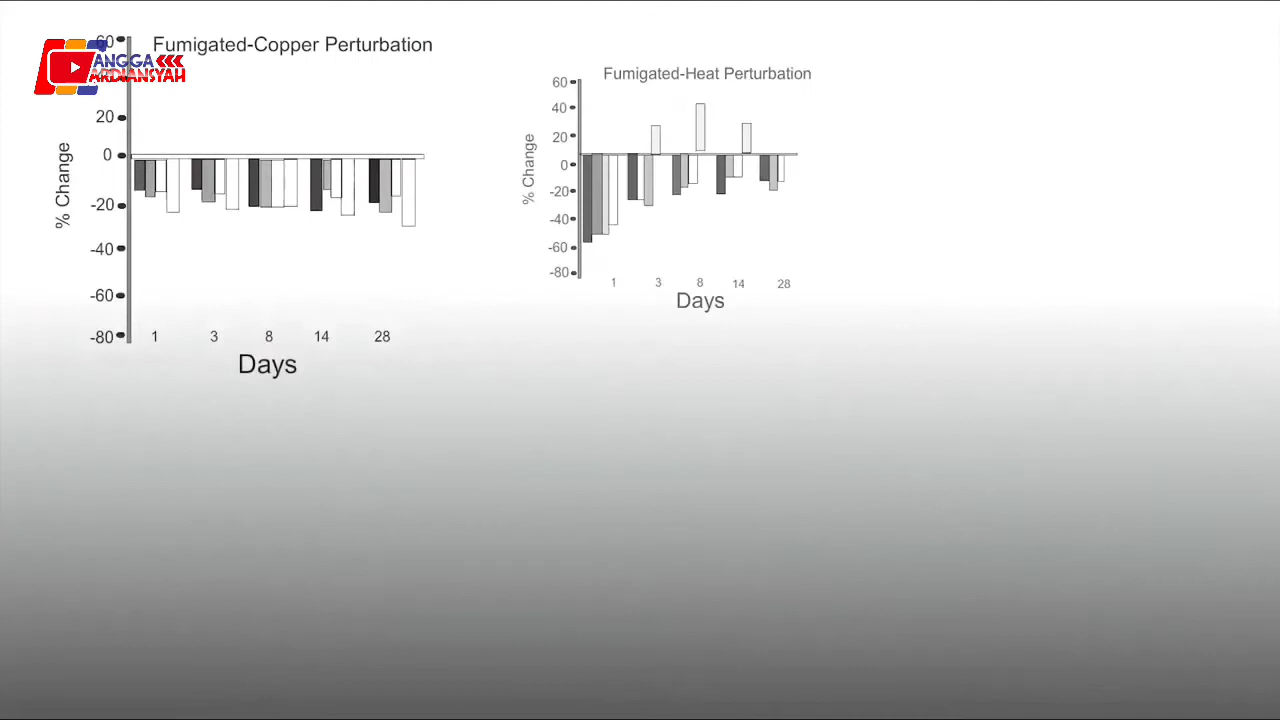 60
Fumigated-Copper Perturbation
ANGGA
ARDIANSYAH
20
0
-20
-40
-60
-80
% Change
1 3 8 14 28
Days
Fumigated-Heat Perturbation
60
40
20
0
-20
-40
-60
-80
% Change
1 3 8 14 28
Days